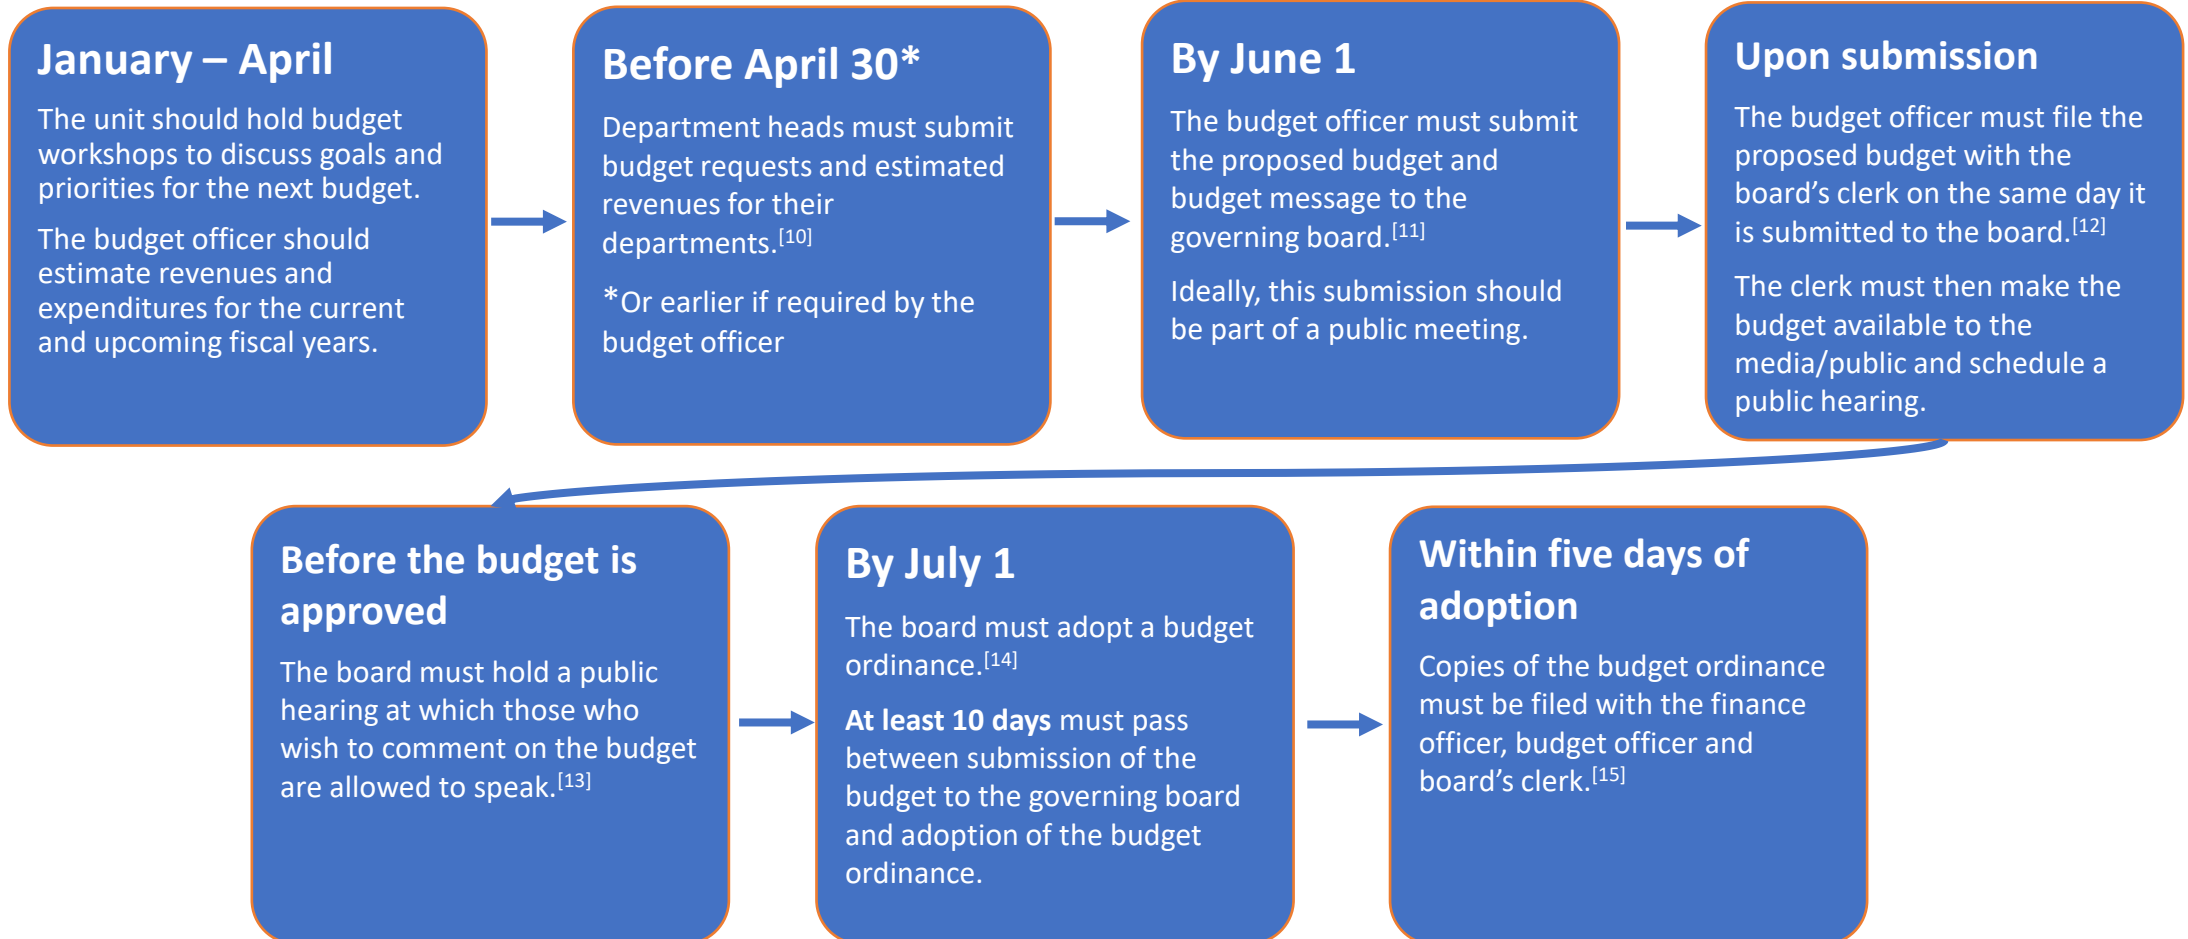 January – April
The unit should hold budget
workshops to discuss goals and
priorities for the next budget.
The budget officer should
estimate revenues and
expenditures for the current
and upcoming fiscal years.
Before April 30*
Department heads must submit
budget requests and estimated
revenues for their
departments.[10]
*Or earlier if required by the
budget officer
By June 1
The budget officer must submit
the proposed budget and
budget message to the
governing board.[11]
Ideally, this submission should
be part of a public meeting.
Upon submission
The budget officer must file the
proposed budget with the
board’s clerk on the same day it
is submitted to the board.[12]
The clerk must then make the
budget available to the
media/public and schedule a
public hearing.
Before the budget is
approved
The board must hold a public
hearing at which those who
wish to comment on the budget
are allowed to speak.[13]
By July 1
The board must adopt a budget
ordinance.[14]
At least 10 days must pass
between submission of the
budget to the governing board
and adoption of the budget
ordinance.
Within five days of
adoption
Copies of the budget ordinance
must be filed with the finance
officer, budget officer and
board’s clerk.[15]